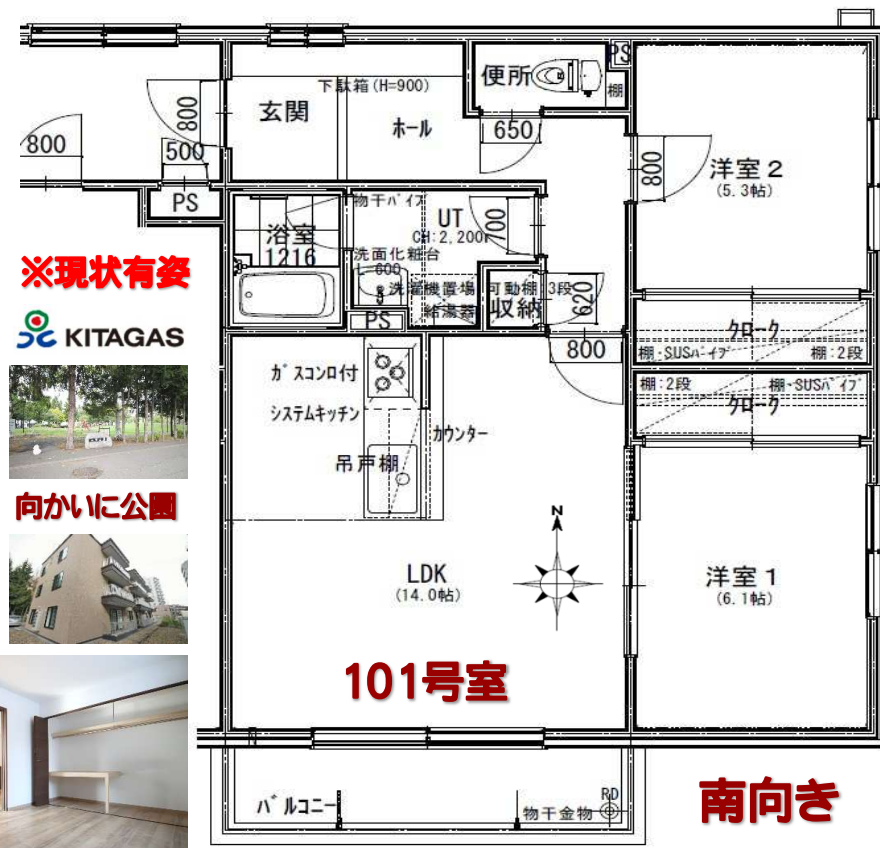 便所
PS
棚
下駄箱(H=900)
玄関
ホール
800
650
800
500
800
洋室2
(5.3帖)
PS
物干パイプ
UT
CH:2,200
700
浴室
1216
洗面化粧台
L=600
洗濯機置場
可動棚:3段
給湯器
収納
620
PS
800
※現状有姿
KITAGAS
クローク
棚・SUSパイプ
棚:2段
棚:2段
棚・SUSパイプ
クローク
ガスコンロ付
システムキッチン
カウンター
吊戸棚
向かいに公園
N
LDK
(14.0帖)
洋室1
(6.1帖)
101号室
南向き
バルコニー
物干金物
RD